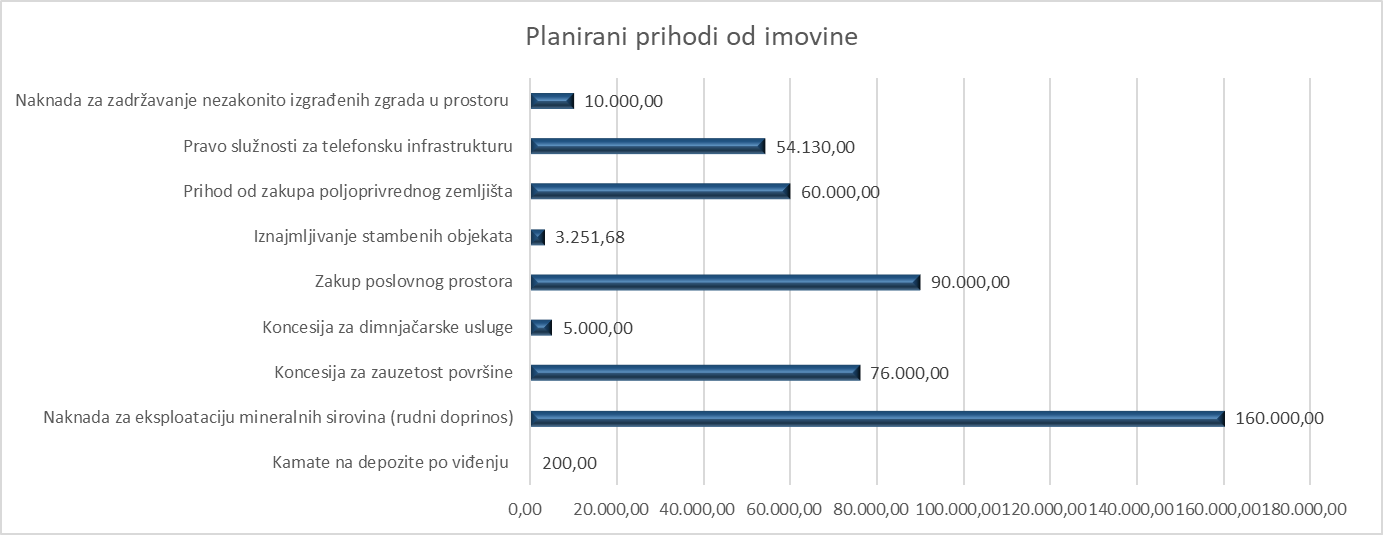 Planirani prihodi od imovine
Naknada za zadržavanje nezakonito izgrađenih zgrada u prostoru 10.000,00
Pravo služnosti za telefonsku infrastrukturu 54.130,00
Prihod od zakupa poljoprivrednog zemljišta 60.000,00
Iznajmljivanje stambenih objekata 3.251,68
Zakup poslovnog prostora 90.000,00
Koncesija za dimnjačarske usluge 5.000,00
Koncesija za zauzetost površine 76.000,00
Naknada za eksploataciju mineralnih sirovina (rudni doprinos) 160.000,00
Kamate na depozite po viđenju 200,00
0,00 20.000,00 40.000,00 60.000,00 80.000,00 100.000,00 120.000,00 140.000,00 160.000,00 180.000,00